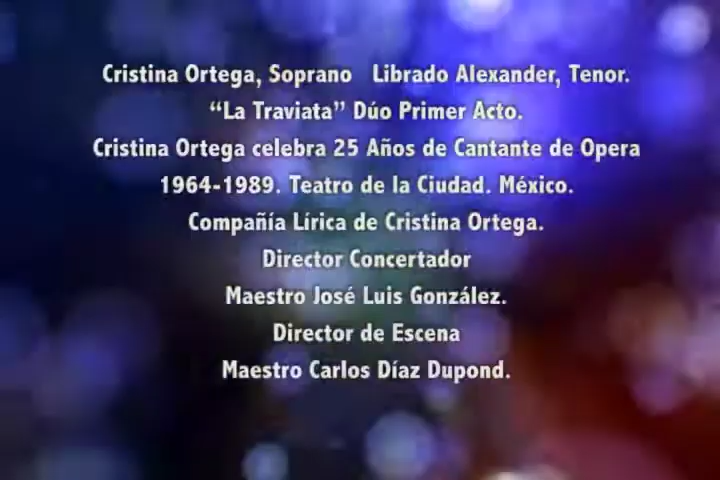 Cristina Ortega, Soprano   Librado Alexander, Tenor.
“La Traviata” Dúo Primer Acto.
Cristina Ortega celebra 25 Años de Cantante de Opera
1964-1989. Teatro de la Ciudad. México.
Compañía Lírica de Cristina Ortega.
Director Concertador
Maestro José Luis González.
Director de Escena
Maestro Carlos Díaz Dupond.